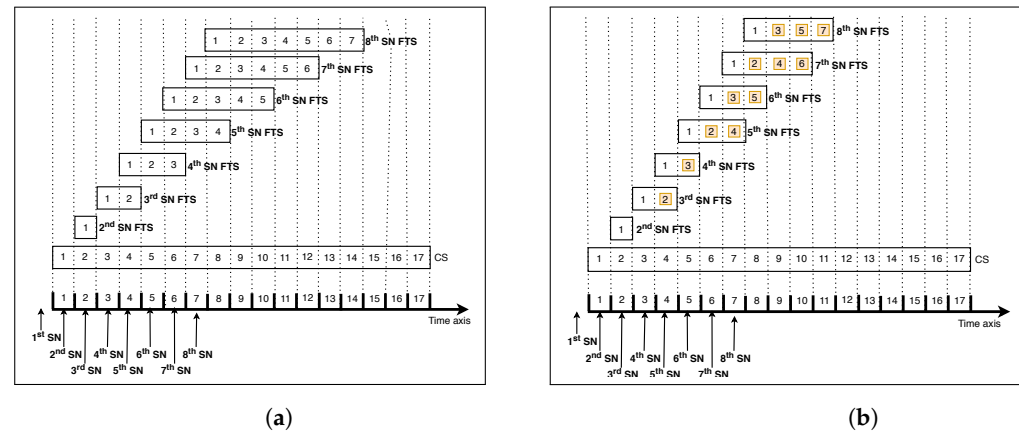 1 2 3 4 5 6 7 8th SN FTS
1 2 3 4 5 6 7th SN FTS
1 2 3 4 5 6th SN FTS
1 2 3 4 5th SN FTS
1 2 3 4th SN FTS
1 2 3rd SN FTS
1 2nd SN FTS
1 2 3 4 5 6 7 8 9 10 11 12 13 14 15 16 17 CS
1 2 3 4 5 6 7 8 9 10 11 12 13 14 15 16 17
Time axis
1st SN
2nd SN 4th SN 6th SN 8th SN
3rd SN 5th SN 7th SN
(a)
1 3 5 7 8th SN FTS
1 2 4 6 7th SN FTS
1 3 5 6th SN FTS
1 2 4 5th SN FTS
1 3 4th SN FTS
1 2 3rd SN FTS
1 2nd SN FTS
1 2 3 4 5 6 7 8 9 10 11 12 13 14 15 16 17 CS
1 2 3 4 5 6 7 8 9 10 11 12 13 14 15 16 17
Time axis
1st SN
2nd SN 4th SN 6th SN 8th SN
3rd SN 5th SN 7th SN
(b)